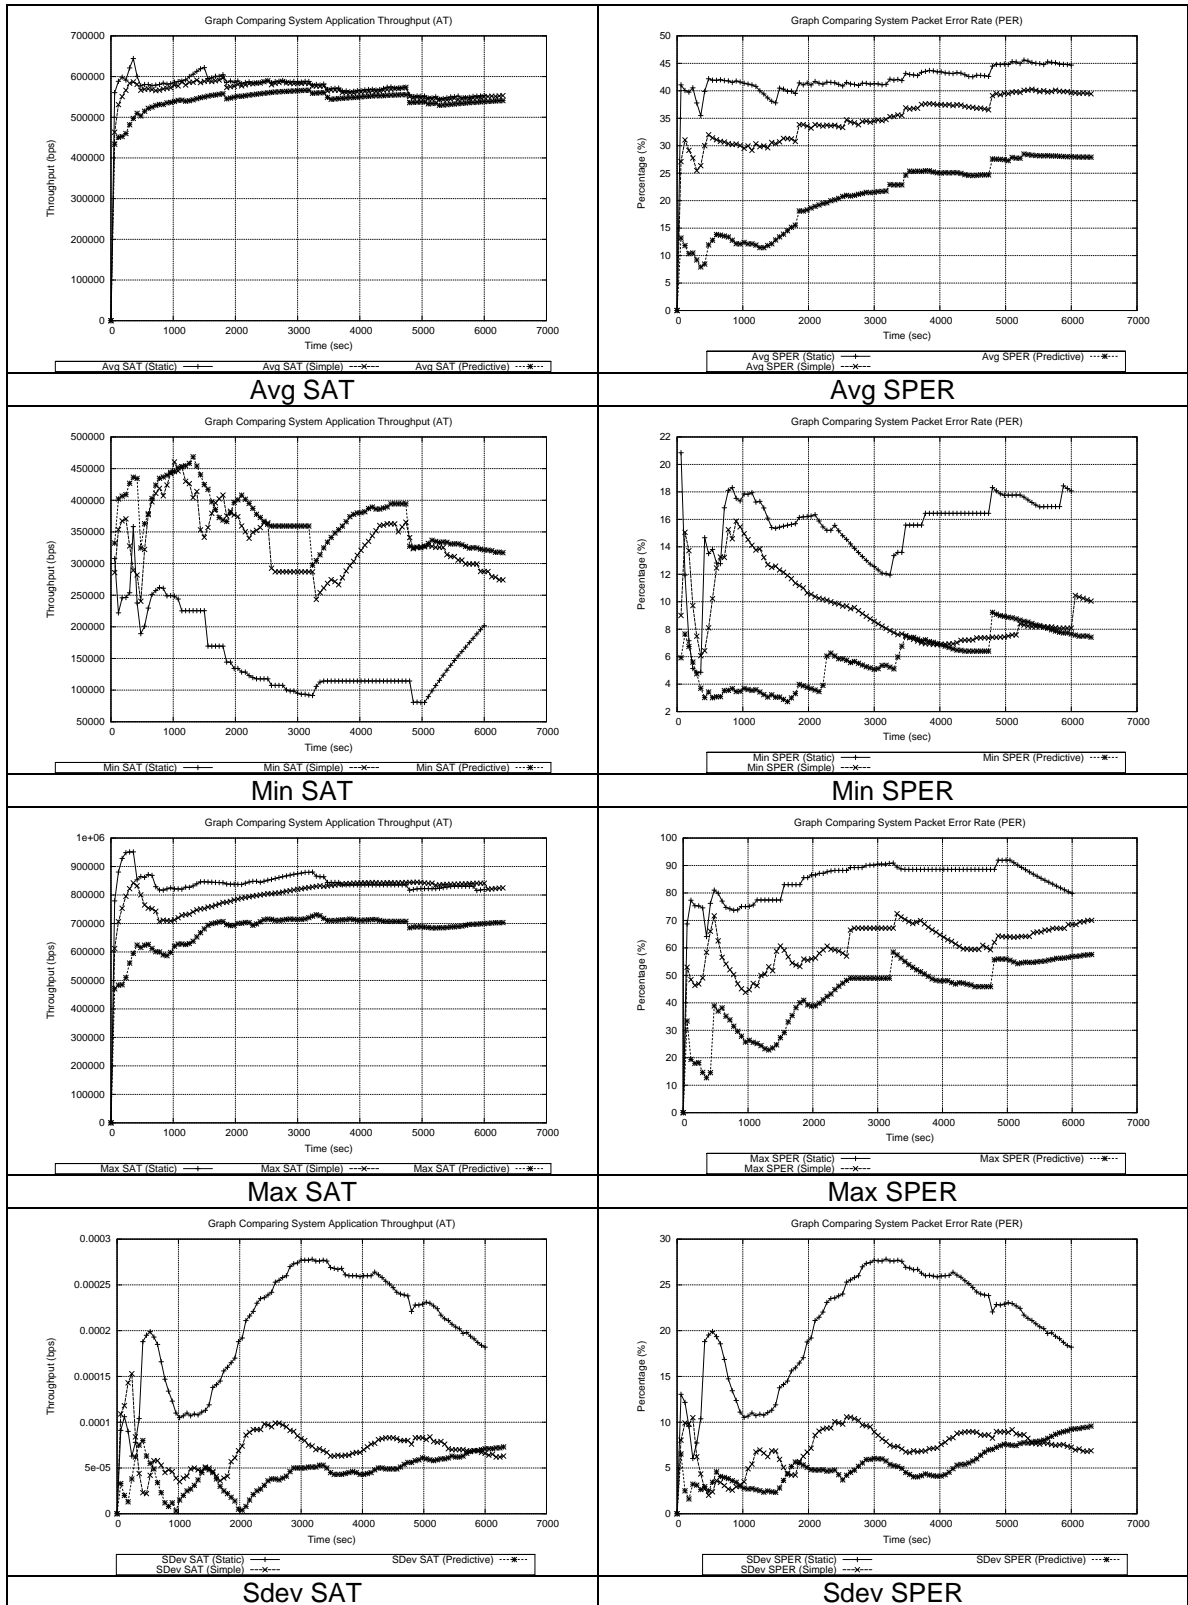 Graph Comparing System Application Throughput (AT)
700000
600000
500000
400000
300000
200000
100000
0
Throughput (bps)
0 1000 2000 3000 4000 5000 6000 7000
Time (sec)
Avg SAT (Static) Avg SAT (Simple) Avg SAT (Predictive)
Avg SAT
Graph Comparing System Packet Error Rate (PER)
50
45
40
35
30
25
20
15
10
5
0
Percentage (%)
0 1000 2000 3000 4000 5000 6000 7000
Time (sec)
Avg SPER (Static) Avg SPER (Predictive)
Avg SPER (Simple)
Avg SPER
Graph Comparing System Application Throughput (AT)
500000
450000
400000
350000
300000
250000
200000
150000
100000
50000
Throughput (bps)
0 1000 2000 3000 4000 5000 6000 7000
Time (sec)
Min SAT (Static) Min SAT (Simple) Min SAT (Predictive)
Min SAT
Graph Comparing System Packet Error Rate (PER)
22
20
18
16
14
12
10
8
6
4
2
Percentage (%)
0 1000 2000 3000 4000 5000 6000 7000
Time (sec)
Min SPER (Static) Min SPER (Predictive)
Min SPER (Simple)
Min SPER
Graph Comparing System Application Throughput (AT)
1e+06
900000
800000
700000
600000
500000
400000
300000
200000
100000
0
Throughput (bps)
0 1000 2000 3000 4000 5000 6000 7000
Time (sec)
Max SAT (Static) Max SAT (Simple) Max SAT (Predictive)
Max SAT
Graph Comparing System Packet Error Rate (PER)
100
90
80
70
60
50
40
30
20
10
0
Percentage (%)
0 1000 2000 3000 4000 5000 6000 7000
Time (sec)
Max SPER (Static) Max SPER (Predictive)
Max SPER (Simple)
Max SPER
Graph Comparing System Application Throughput (AT)
0.0003
0.00025
0.0002
0.00015
0.0001
5e-05
0
Throughput (bps)
0 1000 2000 3000 4000 5000 6000 7000
Time (sec)
SDev SAT (Static) SDev SAT (Predictive)
SDev SAT (Simple)
Sdev SAT
Graph Comparing System Packet Error Rate (PER)
30
25
20
15
10
5
0
Percentage (%)
0 1000 2000 3000 4000 5000 6000 7000
Time (sec)
SDev SPER (Static) SDev SPER (Predictive)
SDev SPER (Simple)
Sdev SPER